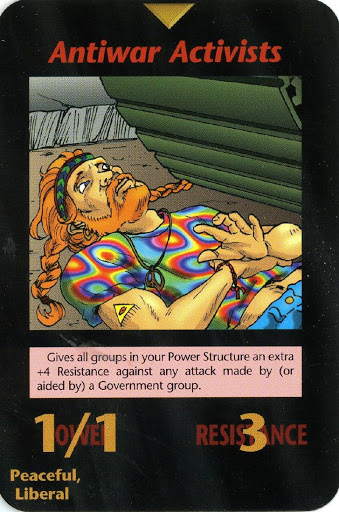 Antiwar Activists
Gives all groups in your Power Structure an extra
+4 Resistance against any attack made by (or
aided by) a Government group.
POWER 1/1 RESISTANCE 3
Peaceful,
Liberal